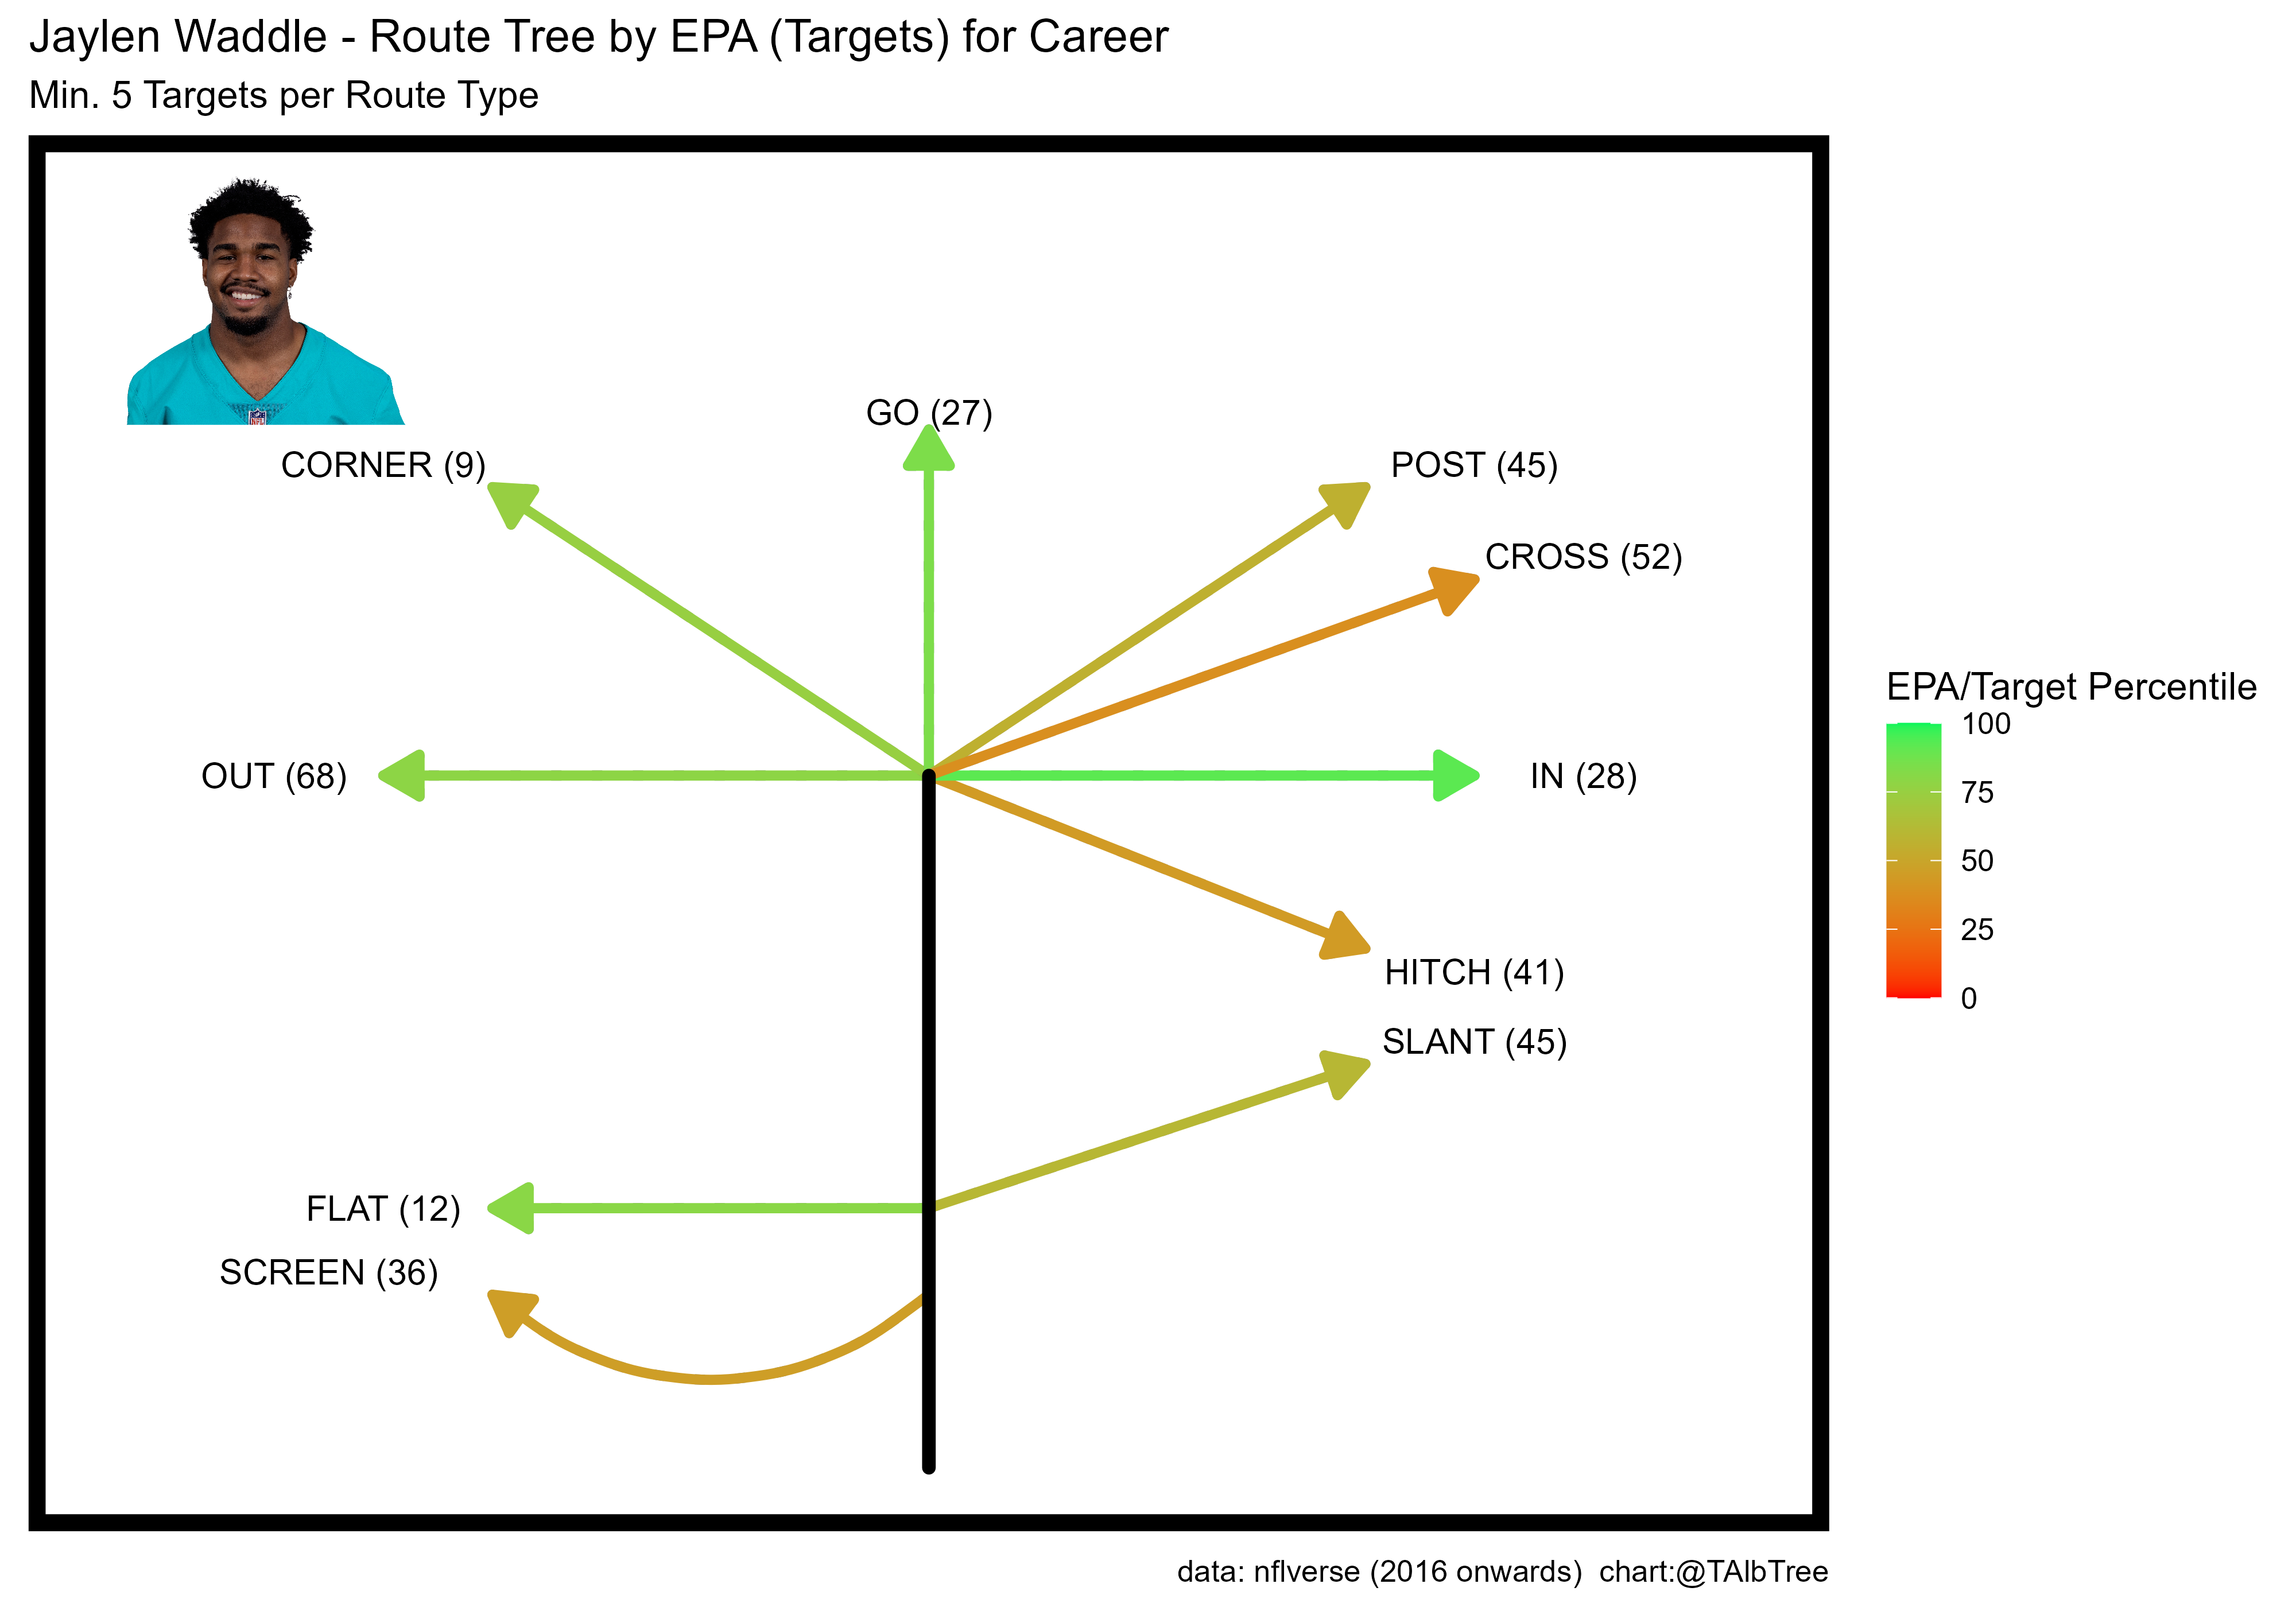 Jaylen Waddle - Route Tree by EPA (Targets) for Career
Min. 5 Targets per Route Type
GO (27)
CORNER (9)
POST (45)
CROSS (52)
OUT (68)
IN (28)
HITCH (41)
SLANT (45)
FLAT (12)
SCREEN (36)
EPA/Target Percentile
100
75
50
25
0
NFL
data: nflverse (2016 onwards)  chart:@TAlbTree